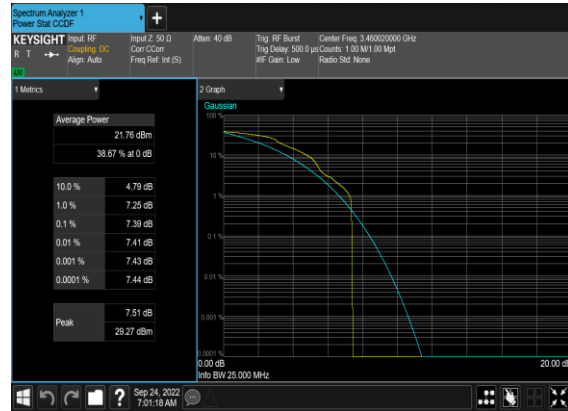 Spectrum Analyzer 1
Power Stat CCDF
+
KEYSIGHT
R T
LW
Input: RF
Coupling: DC
Align: Auto
Input Z: 50 Ω
Corr CCorr
Freq Ref: Int (S)
Atten: 40 dB
Trig: RF Burst
Trig Delay: 500.0 µs
#IF Gain: Low
Center Freq: 3.460020000 GHz
Counts: 1.00 M/1.00 Mpt
Radio Std: None
1 Metrics
Average Power
21.76 dBm
38.67 % at 0 dB
10.0 % 4.79 dB
1.0 % 7.25 dB
0.1 % 7.39 dB
0.01 % 7.41 dB
0.001 % 7.43 dB
0.0001 % 7.44 dB
Peak
7.51 dB
29.27 dBm
2 Graph
Gaussian
100 %
10 %
1 %
0.1 %
0.01 %
0.001 %
0.0001 %
0.00 dB 20.00 dB
Info BW 25.000 MHz
?
Sep 24, 2022
7:01:18 AM